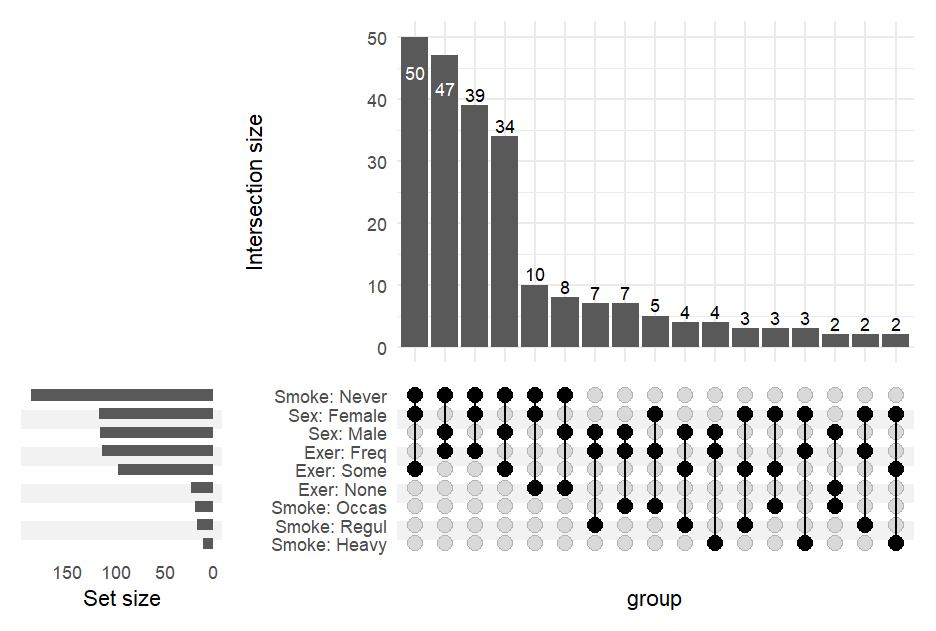 50
40
30
20
10
0
Intersection size
50
47
39
34
10
8
7
7
5
4
4
3
3
3
2
2
2
Smoke: Never
Sex: Female
Sex: Male
Exer: Freq
Exer: Some
Exer: None
Smoke: Occas
Smoke: Regul
Smoke: Heavy
150 100 50 0
Set size
group